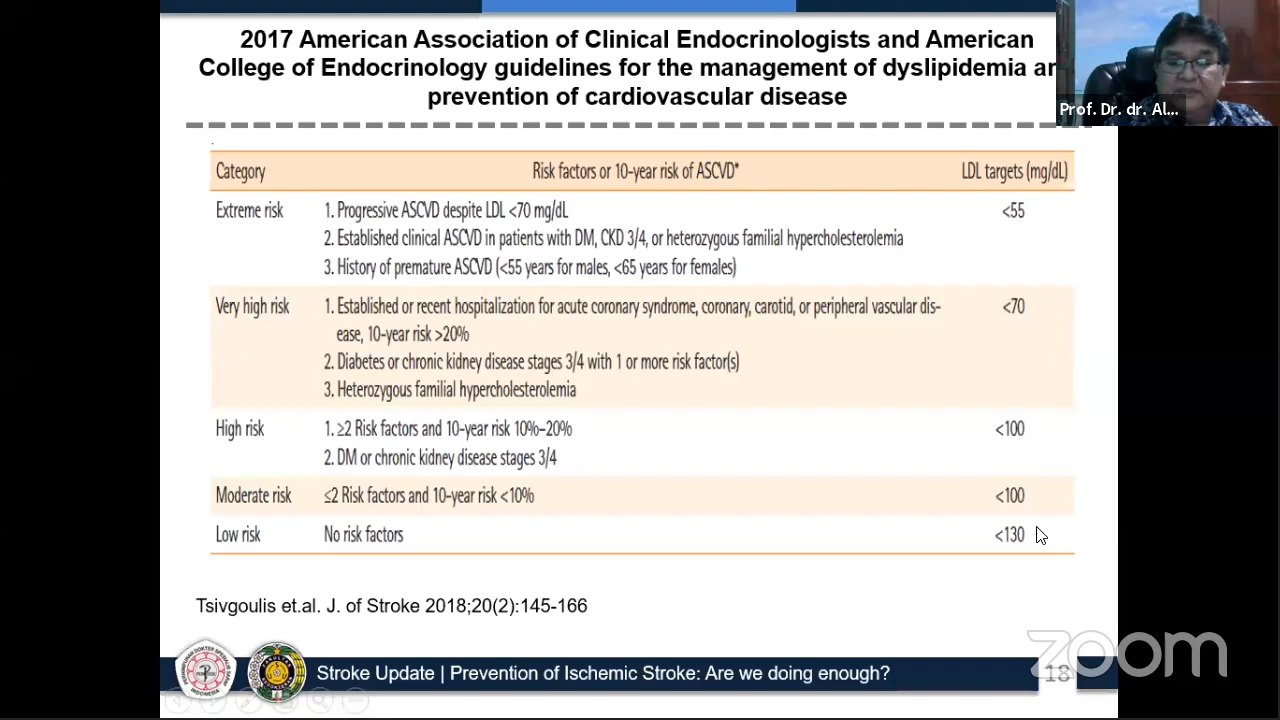 2017 American Association of Clinical Endocrinologists and American
College of Endocrinology guidelines for the management of dyslipidemia an
prevention of cardiovascular disease
Prof. Dr. dr. Al...
Category Risk factors or 10-year risk of ASCVD* LDL targets (mg/dL)
Extreme risk 1. Progressive ASCVD despite LDL <70 mg/dL <55
2. Established clinical ASCVD in patients with DM, CKD 3/4, or heterozygous familial hypercholesterolemia
3. History of premature ASCVD (<55 years for males, <65 years for females)
Very high risk 1. Established or recent hospitalization for acute coronary syndrome, coronary, carotid, or peripheral vascular dis- <70
ease, 10-year risk >20%
2. Diabetes or chronic kidney disease stages 3/4 with 1 or more risk factor(s)
3. Heterozygous familial hypercholesterolemia
High risk 1. ≥2 Risk factors and 10-year risk 10%–20% <100
2. DM or chronic kidney disease stages 3/4
Moderate risk ≤2 Risk factors and 10-year risk <10% <100
Low risk No risk factors <130
Tsivgoulis et.al. J. of Stroke 2018;20(2):145-166
Stroke Update | Prevention of Ischemic Stroke: Are we doing enough?
18
zoom